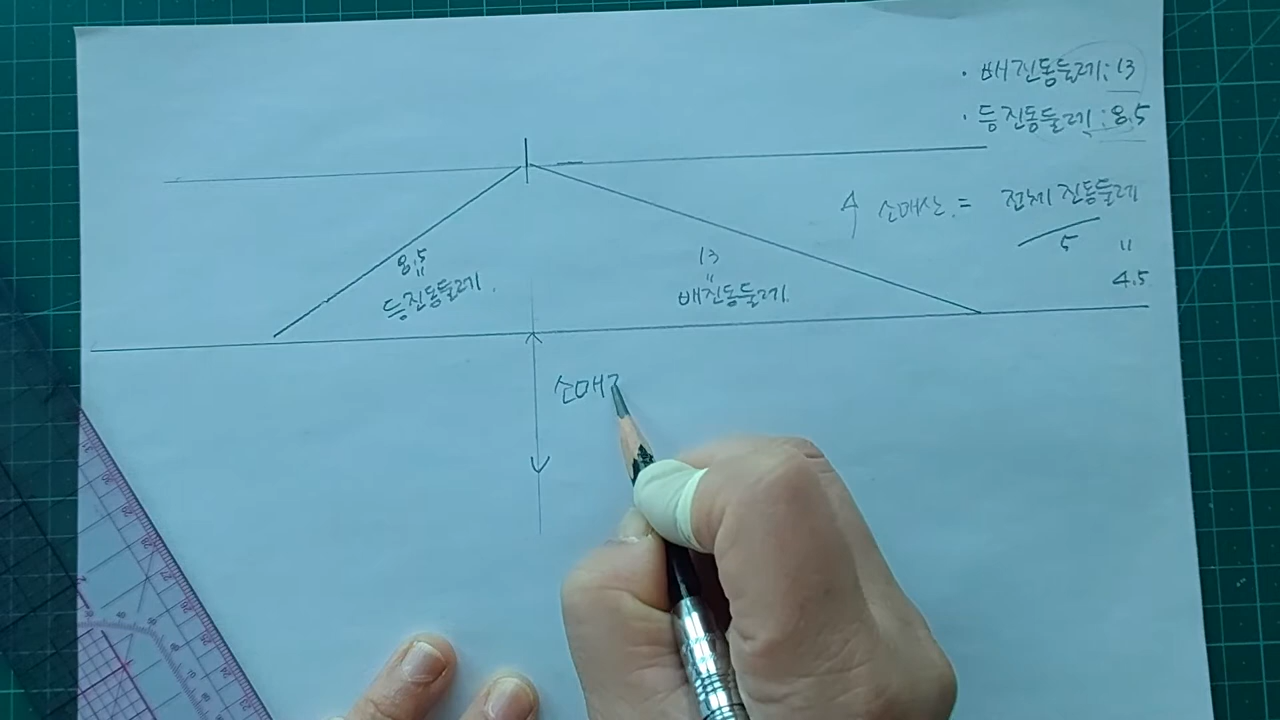 · 배진동둘레: 13
· 등진동둘레: 8.5
소매산 = 전체 진동둘레
5
"
4.5
8.5
"
등진동둘레.
13
"
배진동둘레.
소매